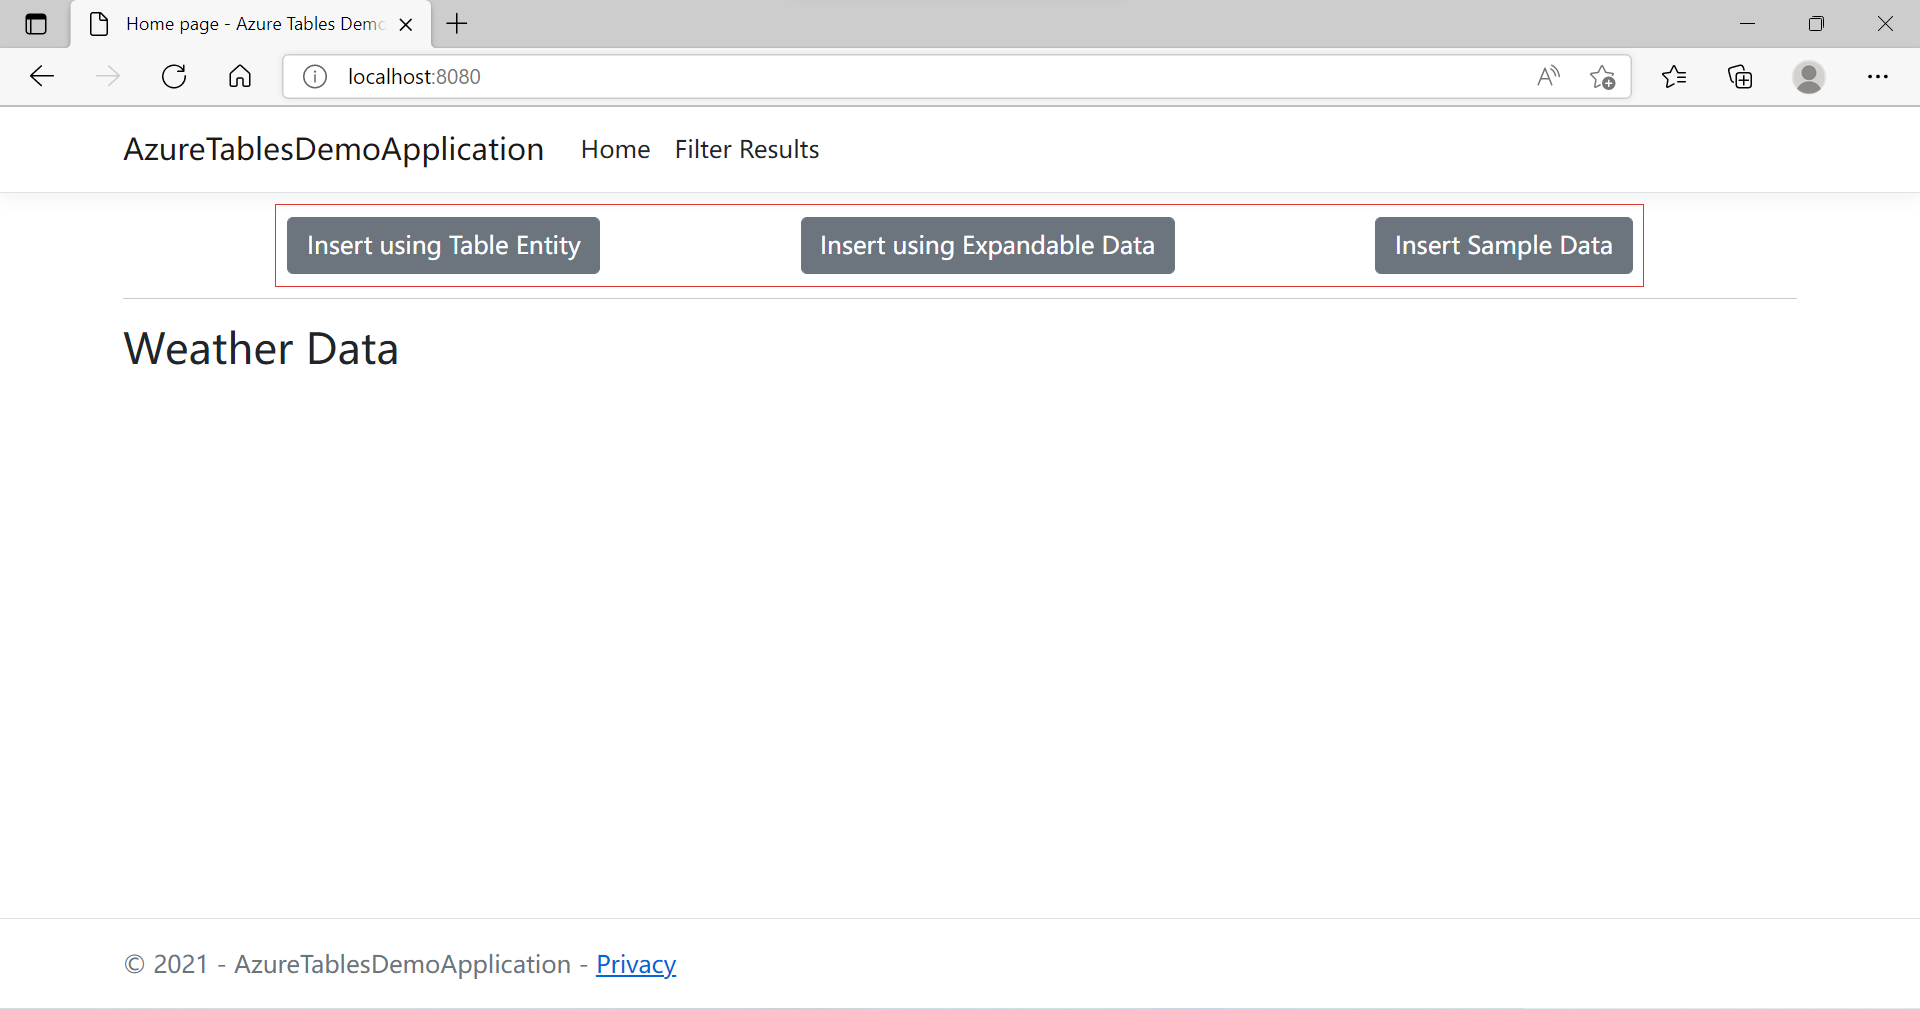 Home page - Azure Tables Dem
localhost:8080
AzureTablesDemoApplication Home Filter Results
Insert using Table Entity Insert using Expandable Data Insert Sample Data
Weather Data
© 2021 - AzureTablesDemoApplication - Privacy